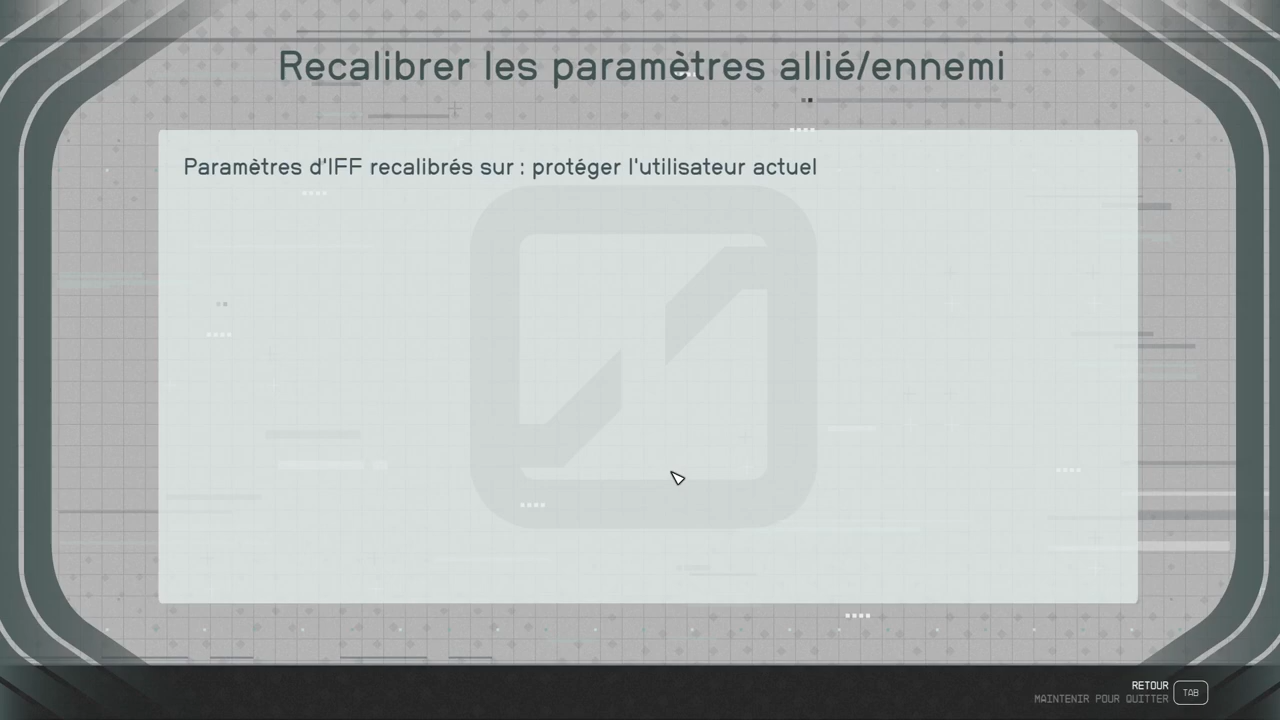 Recalibrer les paramètres allié/ennemi
Paramètres d'IFF recalibrés sur : protéger l'utilisateur actuel
RETOUR
MAINTENIR POUR QUITTER
TAB